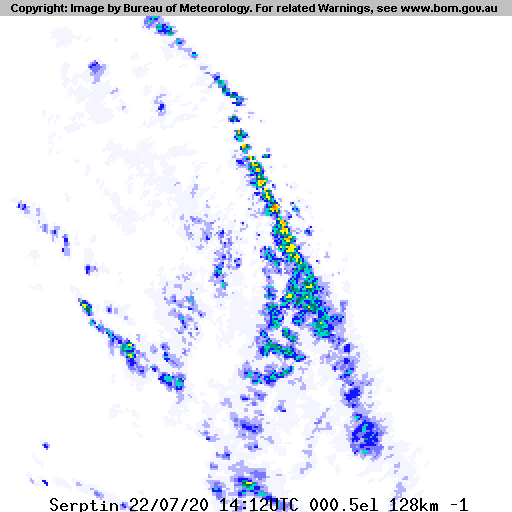 Copyright: Image by Bureau of Meteorology. For related Warnings, see www.bom.gov.au
Serptin 22/07/20 14:12UTC 000.5el 128km -1